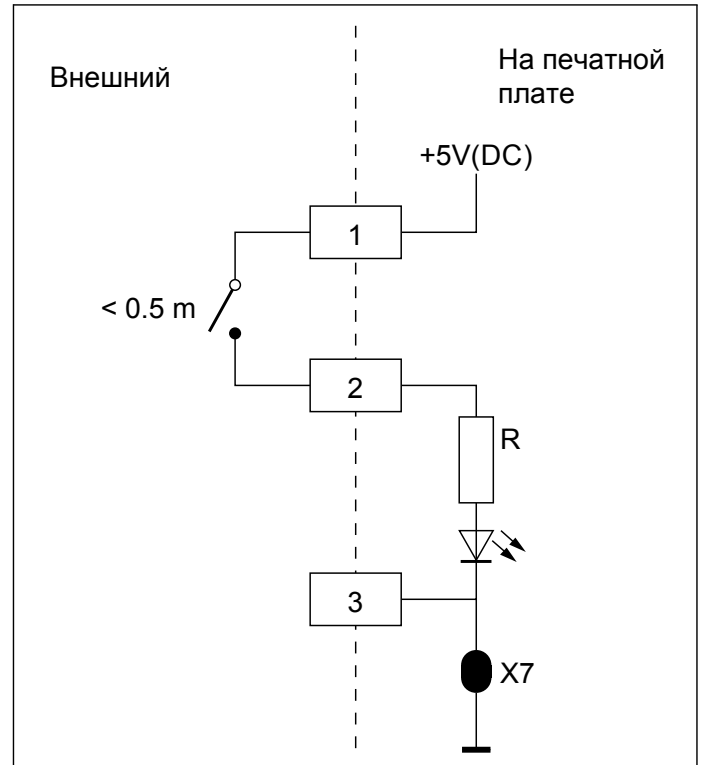 Внешний
На печатной
плате
+5V(DC)
1
< 0.5 m
2
R
3
X7